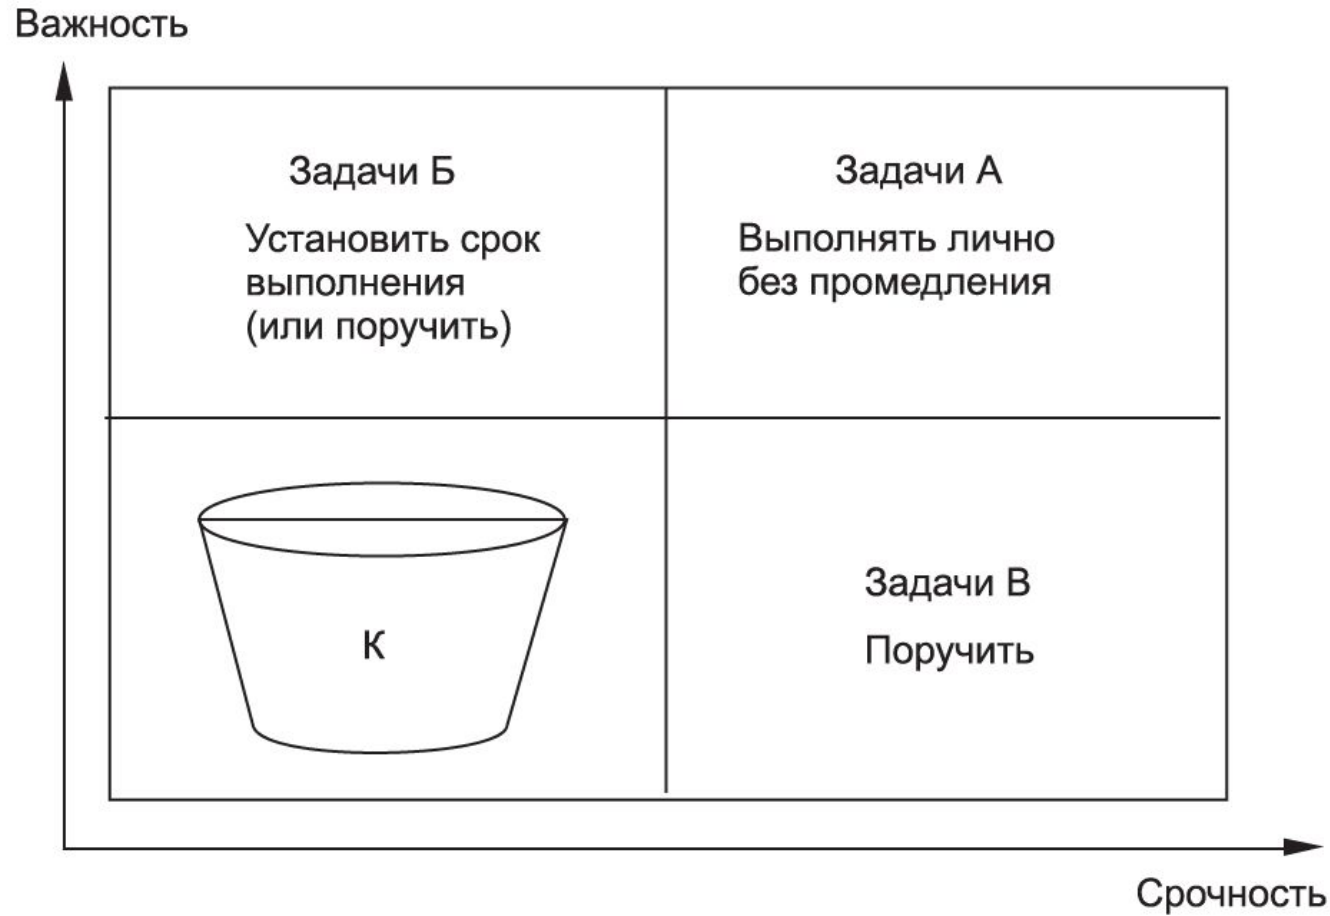 Важность
Задачи Б
Установить срок
выполнения
(или поручить)
Задачи А
Выполнять лично
без промедления
К
Задачи В
Поручить
Срочность